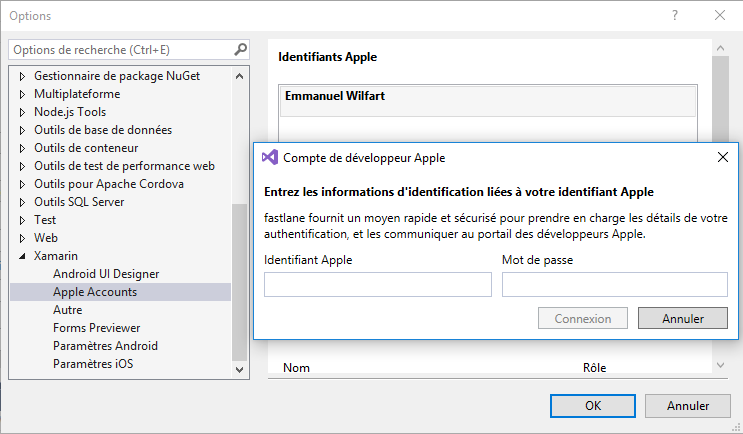 Options
Options de recherche (Ctrl+E)
Gestionnaire de package NuGet
Multiplateforme
Node.js Tools
Outils de base de données
Outils de conteneur
Outils de test de performance web
Outils pour Apache Cordova
Outils SQL Server
Test
Web
Xamarin
Android UI Designer
Apple Accounts
Autre
Forms Previewer
Paramètres Android
Paramètres iOS
Identifiants Apple
Emmanuel Wilfart
Compte de développeur Apple
Entrez les informations d'identification liées à votre identifiant Apple
fastlane fournit un moyen rapide et sécurisé pour prendre en charge les détails de votre
authentification, et les communiquer au portail des développeurs Apple.
Identifiant Apple Mot de passe
Connexion Annuler
Nom Rôle
OK Annuler